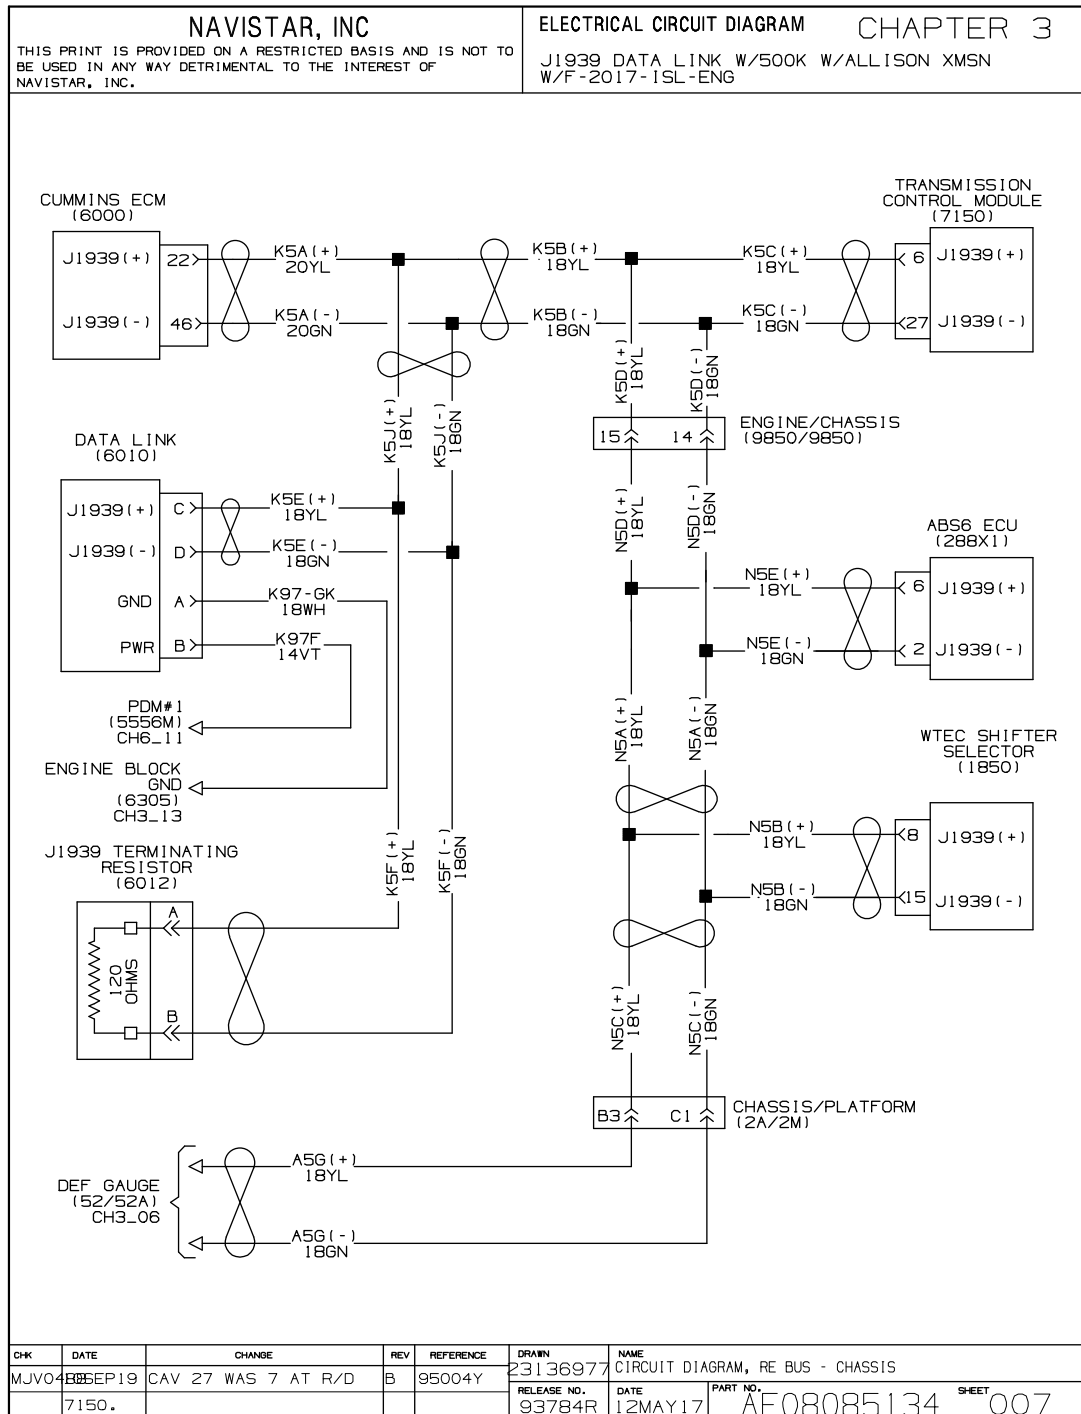 NAVISTAR, INC
THIS PRINT IS PROVIDED ON A RESTRICTED BASIS AND IS NOT TO
BE USED IN ANY WAY DETRIMENTAL TO THE INTEREST OF
NAVISTAR, INC.
ELECTRICAL CIRCUIT DIAGRAM
CHAPTER 3
J1939 DATA LINK W/500K W/ALLISON XMSN
W/F-2017-ISL-ENG
CUMMINS ECM
(6000)
J1939(+)
22
J1939(-)
46
K5A(+)
20YL
K5A(-)
20GN
K5B(+)
18YL
K5B(-)
18GN
K5C(+)
18YL
K5C(-)
18GN
TRANSMISSION
CONTROL MODULE
(7150)
6
J1939(+)
27
J1939(-)
K5J(+)
18YL
K5J(-)
18GN
K5D(+)
18YL
K5D(-)
18GN
15
14
ENGINE/CHASSIS
(9850/9850)
DATA LINK
(6010)
J1939(+)
C
J1939(-)
D
GND
A
PWR
B
K5E(+)
18YL
K5E(-)
18GN
K97-GK
18WH
K97F
14VT
N5D(+)
18YL
N5D(-)
18GN
ABS6 ECU
(288X1)
N5E(+)
18YL
N5E(-)
18GN
6
J1939(+)
2
J1939(-)
PDM#1
(5556M)
CH6_11
ENGINE BLOCK
GND
(6305)
CH3_13
N5A(+)
18YL
N5A(-)
18GN
WTEC SHIFTER
SELECTOR
(1850)
N5B(+)
18YL
N5B(-)
18GN
8
J1939(+)
15
J1939(-)
J1939 TERMINATING
RESISTOR
(6012)
K5F(+)
18YL
K5F(-)
18GN
A
120
OHMS
B
N5C(+)
18YL
N5C(-)
18GN
B3
C1
CHASSIS/PLATFORM
(2A/2M)
DEF GAUGE
(52/52A)
CH3_06
A5G(+)
18YL
A5G(-)
18GN
CHK DATE CHANGE REV REFERENCE
CAV 27 WAS 7 AT R/D B 95004Y
7150.
DRAWN
23136977
NAME
CIRCUIT DIAGRAM, RE BUS - CHASSIS
RELEASE NO.
93784R
DATE
12MAY17
PART NO.
AF08085134
SHEET
007